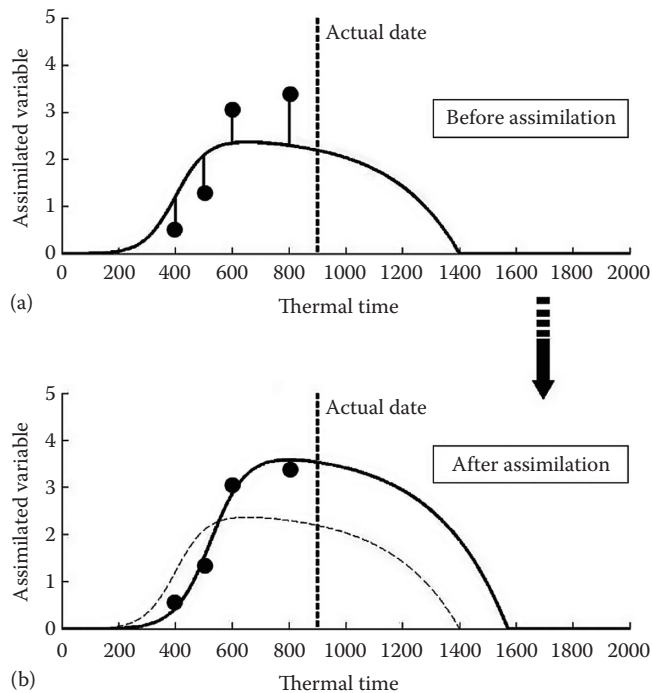 5
Actual date
4
Before assimilation
3
2
1
0
Assimilated variable
0 200 400 600 800 1000 1200 1400 1600 1800 2000
(a)
Thermal time
5
Actual date
4
After assimilation
3
2
1
0
Assimilated variable
0 200 400 600 800 1000 1200 1400 1600 1800 2000
(b)
Thermal time